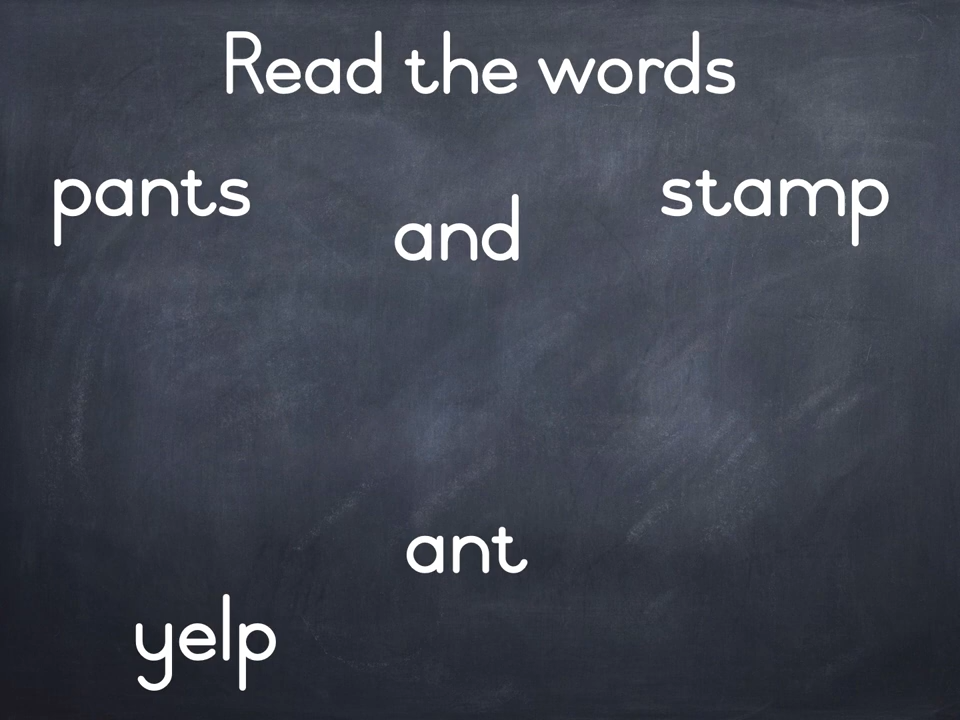 Read the words
pants
and
stamp
ant
yelp